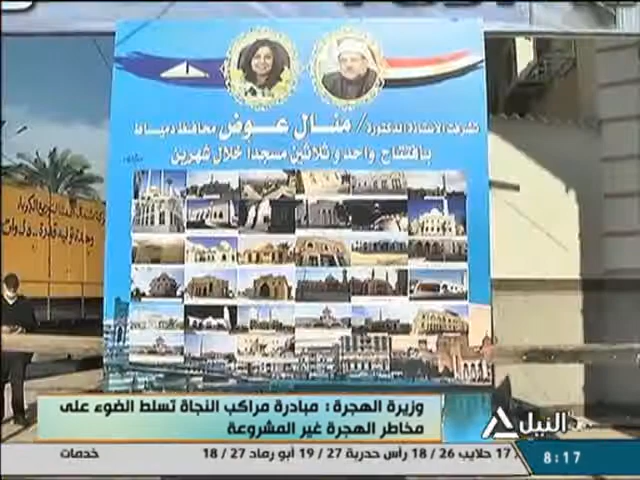 تشرفت الاستاذة الدكتورة / منال عوض محافظ دمياط
بافتتاح واحد و ثلاثين مسجداً خلال شهرين
وزيرة الهجرة : مبادرة مراكب النجاة تسلط الضوء على
مخاطر الهجرة غير المشروعة
النيل
17 حلايب 26 / 18 رأس حدربة 27 / 19 أبو رماد 27 / 18
خدمات
8:17